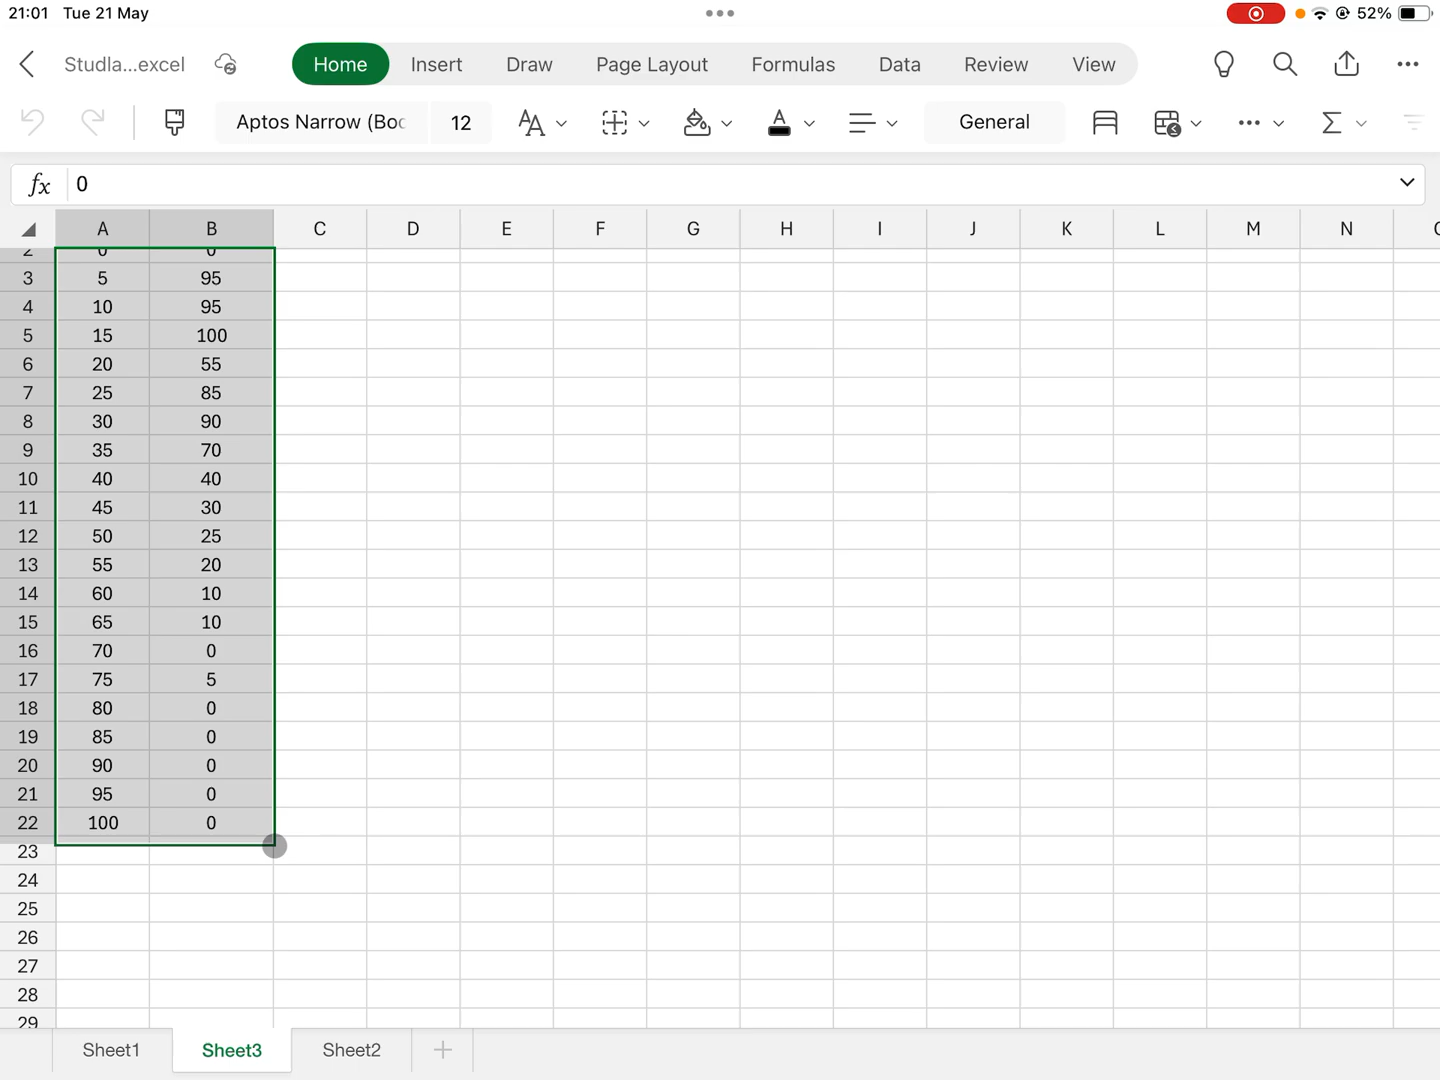 21:01 Tue 21 May 52%
Studla...excel Home Insert Draw Page Layout Formulas Data Review View
Aptos Narrow (Boc 12 General
fx 0
A B C D E F G H I J K L M N
2 0 0
3 5 95
4 10 95
5 15 100
6 20 55
7 25 85
8 30 90
9 35 70
10 40 40
11 45 30
12 50 25
13 55 20
14 60 10
15 65 10
16 70 0
17 75 5
18 80 0
19 85 0
20 90 0
21 95 0
22 100 0
23
24
25
26
27
28
29
Sheet1 Sheet3 Sheet2